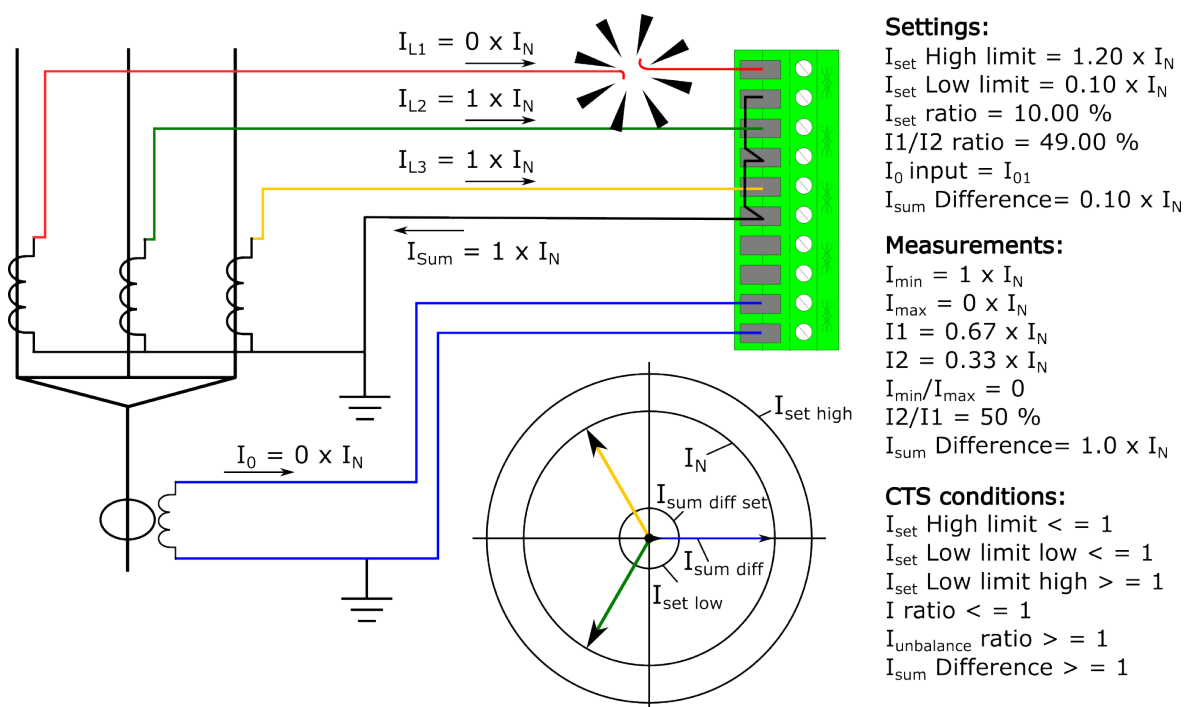 I_L1 = 0 x I_N
I_L2 = 1 x I_N
I_L3 = 1 x I_N
I_Sum = 1 x I_N
I_0 = 0 x I_N
I_set high
I_N
I_sum diff set
I_sum diff
I_set low
Settings:
I_set High limit = 1.20 x I_N
I_set Low limit = 0.10 x I_N
I_set ratio = 10.00 %
I1/I2 ratio = 49.00 %
I_0 input = I_01
I_sum Difference= 0.10 x I_N
Measurements:
I_min = 1 x I_N
I_max = 0 x I_N
I1 = 0.67 x I_N
I2 = 0.33 x I_N
I_min/I_max = 0
I2/I1 = 50 %
I_sum Difference= 1.0 x I_N
CTS conditions:
I_set High limit < = 1
I_set Low limit low < = 1
I_set Low limit high > = 1
I ratio < = 1
I_unbalance ratio > = 1
I_sum Difference > = 1